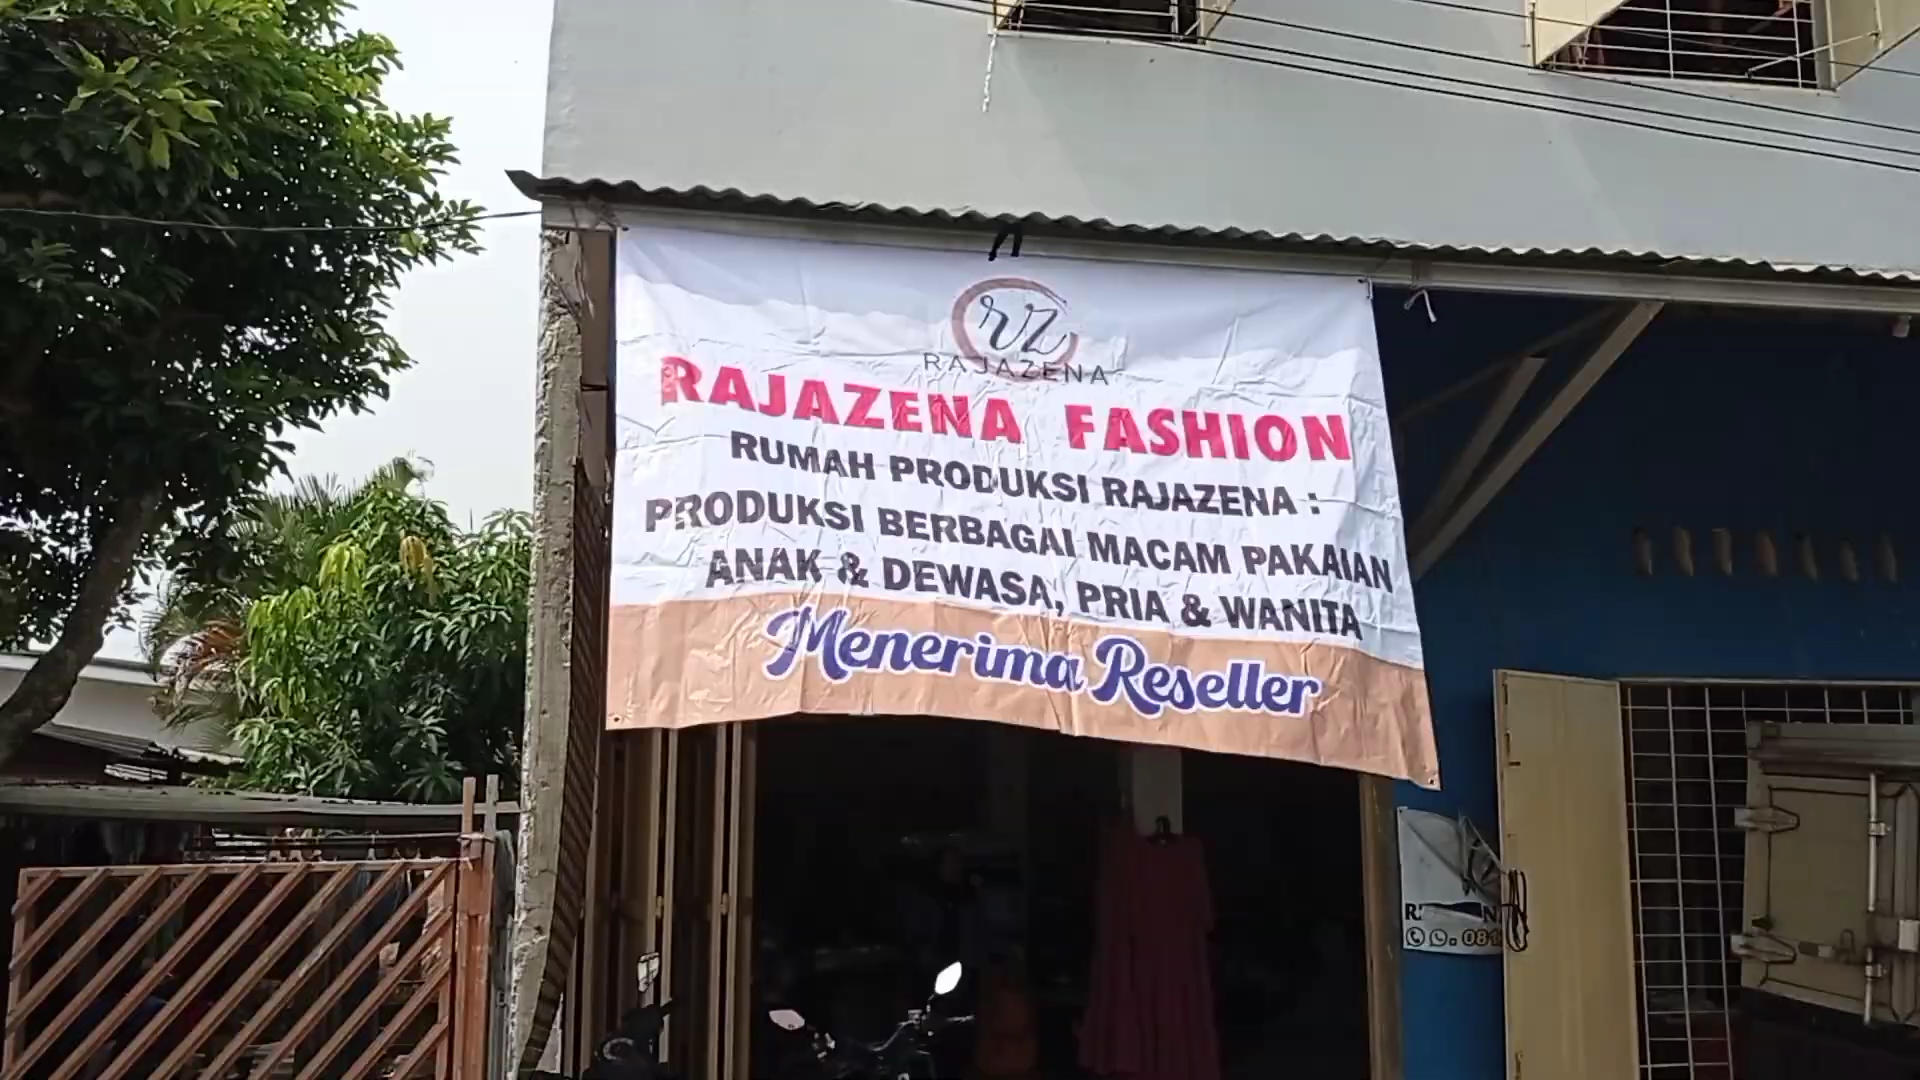 rz
RAJAZENA
RAJAZENA FASHION
RUMAH PRODUKSI RAJAZENA :
PRODUKSI BERBAGAI MACAM PAKAIAN
ANAK & DEWASA, PRIA & WANITA
Menerima Reseller